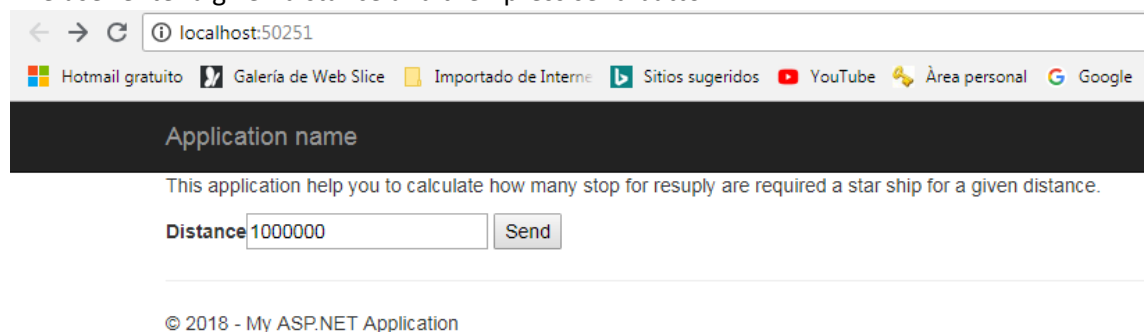 localhost:50251
Hotmail gratuito Galería de Web Slice Importado de Interne Sitios sugeridos YouTube Àrea personal Google
Application name
This application help you to calculate how many stop for resuply are required a star ship for a given distance.
Distance 1000000 Send
© 2018 - My ASP.NET Application